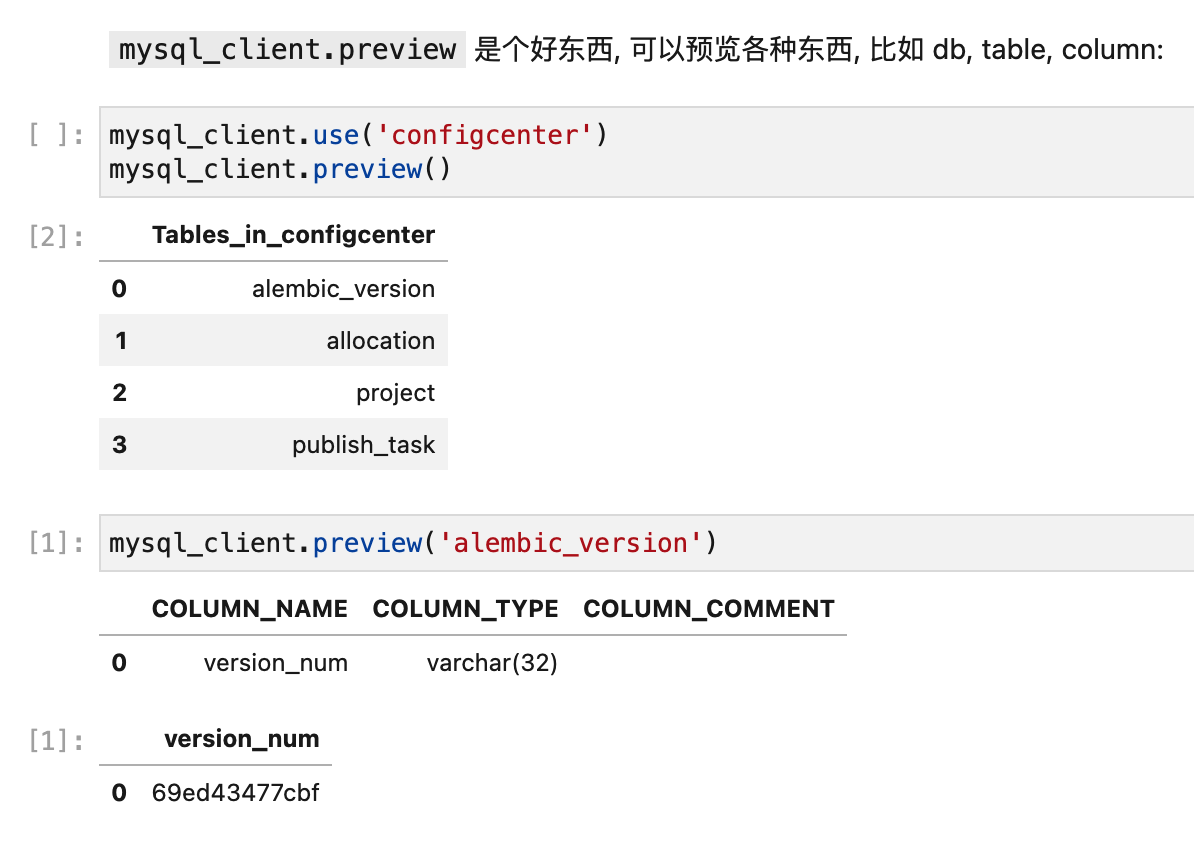 mysql_client.preview 是个好东西, 可以预览各种东西, 比如 db, table, column:
[ ]: mysql_client.use('configcenter')
mysql_client.preview()
[2]: Tables_in_configcenter
0 alembic_version
1 allocation
2 project
3 publish_task
[1]: mysql_client.preview('alembic_version')
COLUMN_NAME COLUMN_TYPE COLUMN_COMMENT
0 version_num varchar(32)
[1]: version_num
0 69ed43477cbf